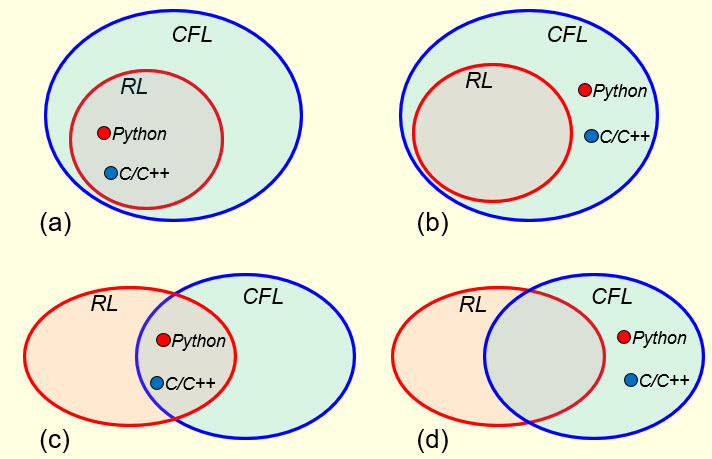 CFL
RL
Python
C/C++
(a)
CFL
RL
Python
C/C++
(b)
RL
CFL
Python
C/C++
(c)
RL
CFL
Python
C/C++
(d)